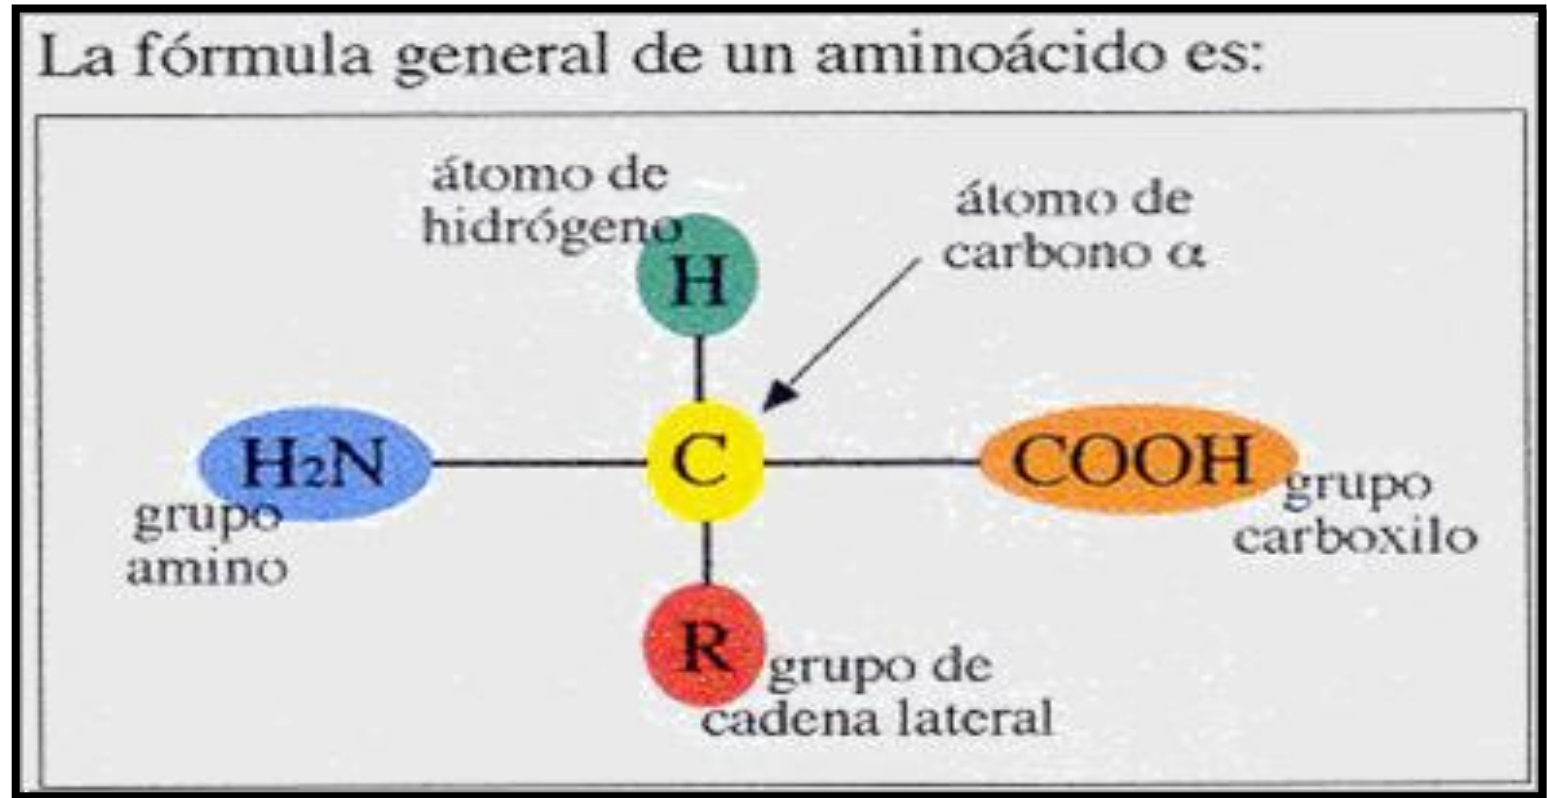 La fórmula general de un aminoácido es:
átomo de
hidrógeno
átomo de
carbono α
H
H₂N
C
COOH
grupo
amino
grupo
carboxilo
R
grupo de
cadena lateral